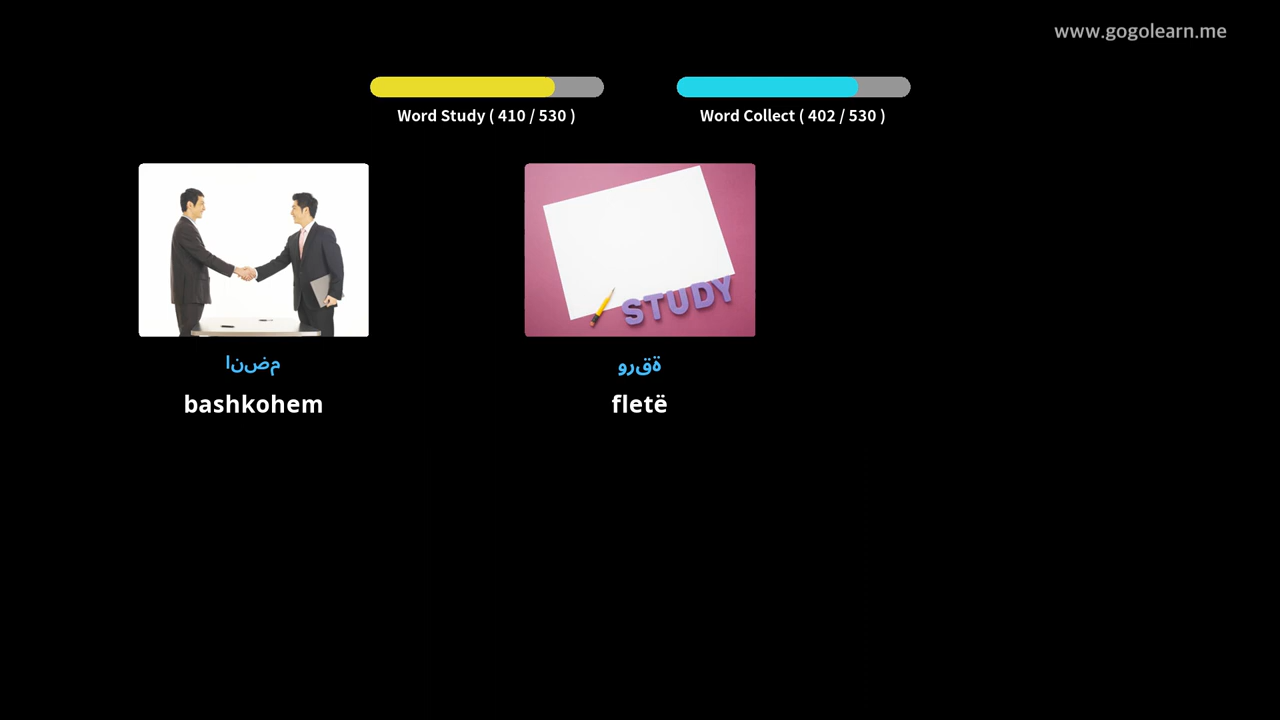 www.gogolearn.me
Word Study ( 410 / 530 )
Word Collect ( 402 / 530 )
انضم
bashkohem
STUDY
ورقة
fletë